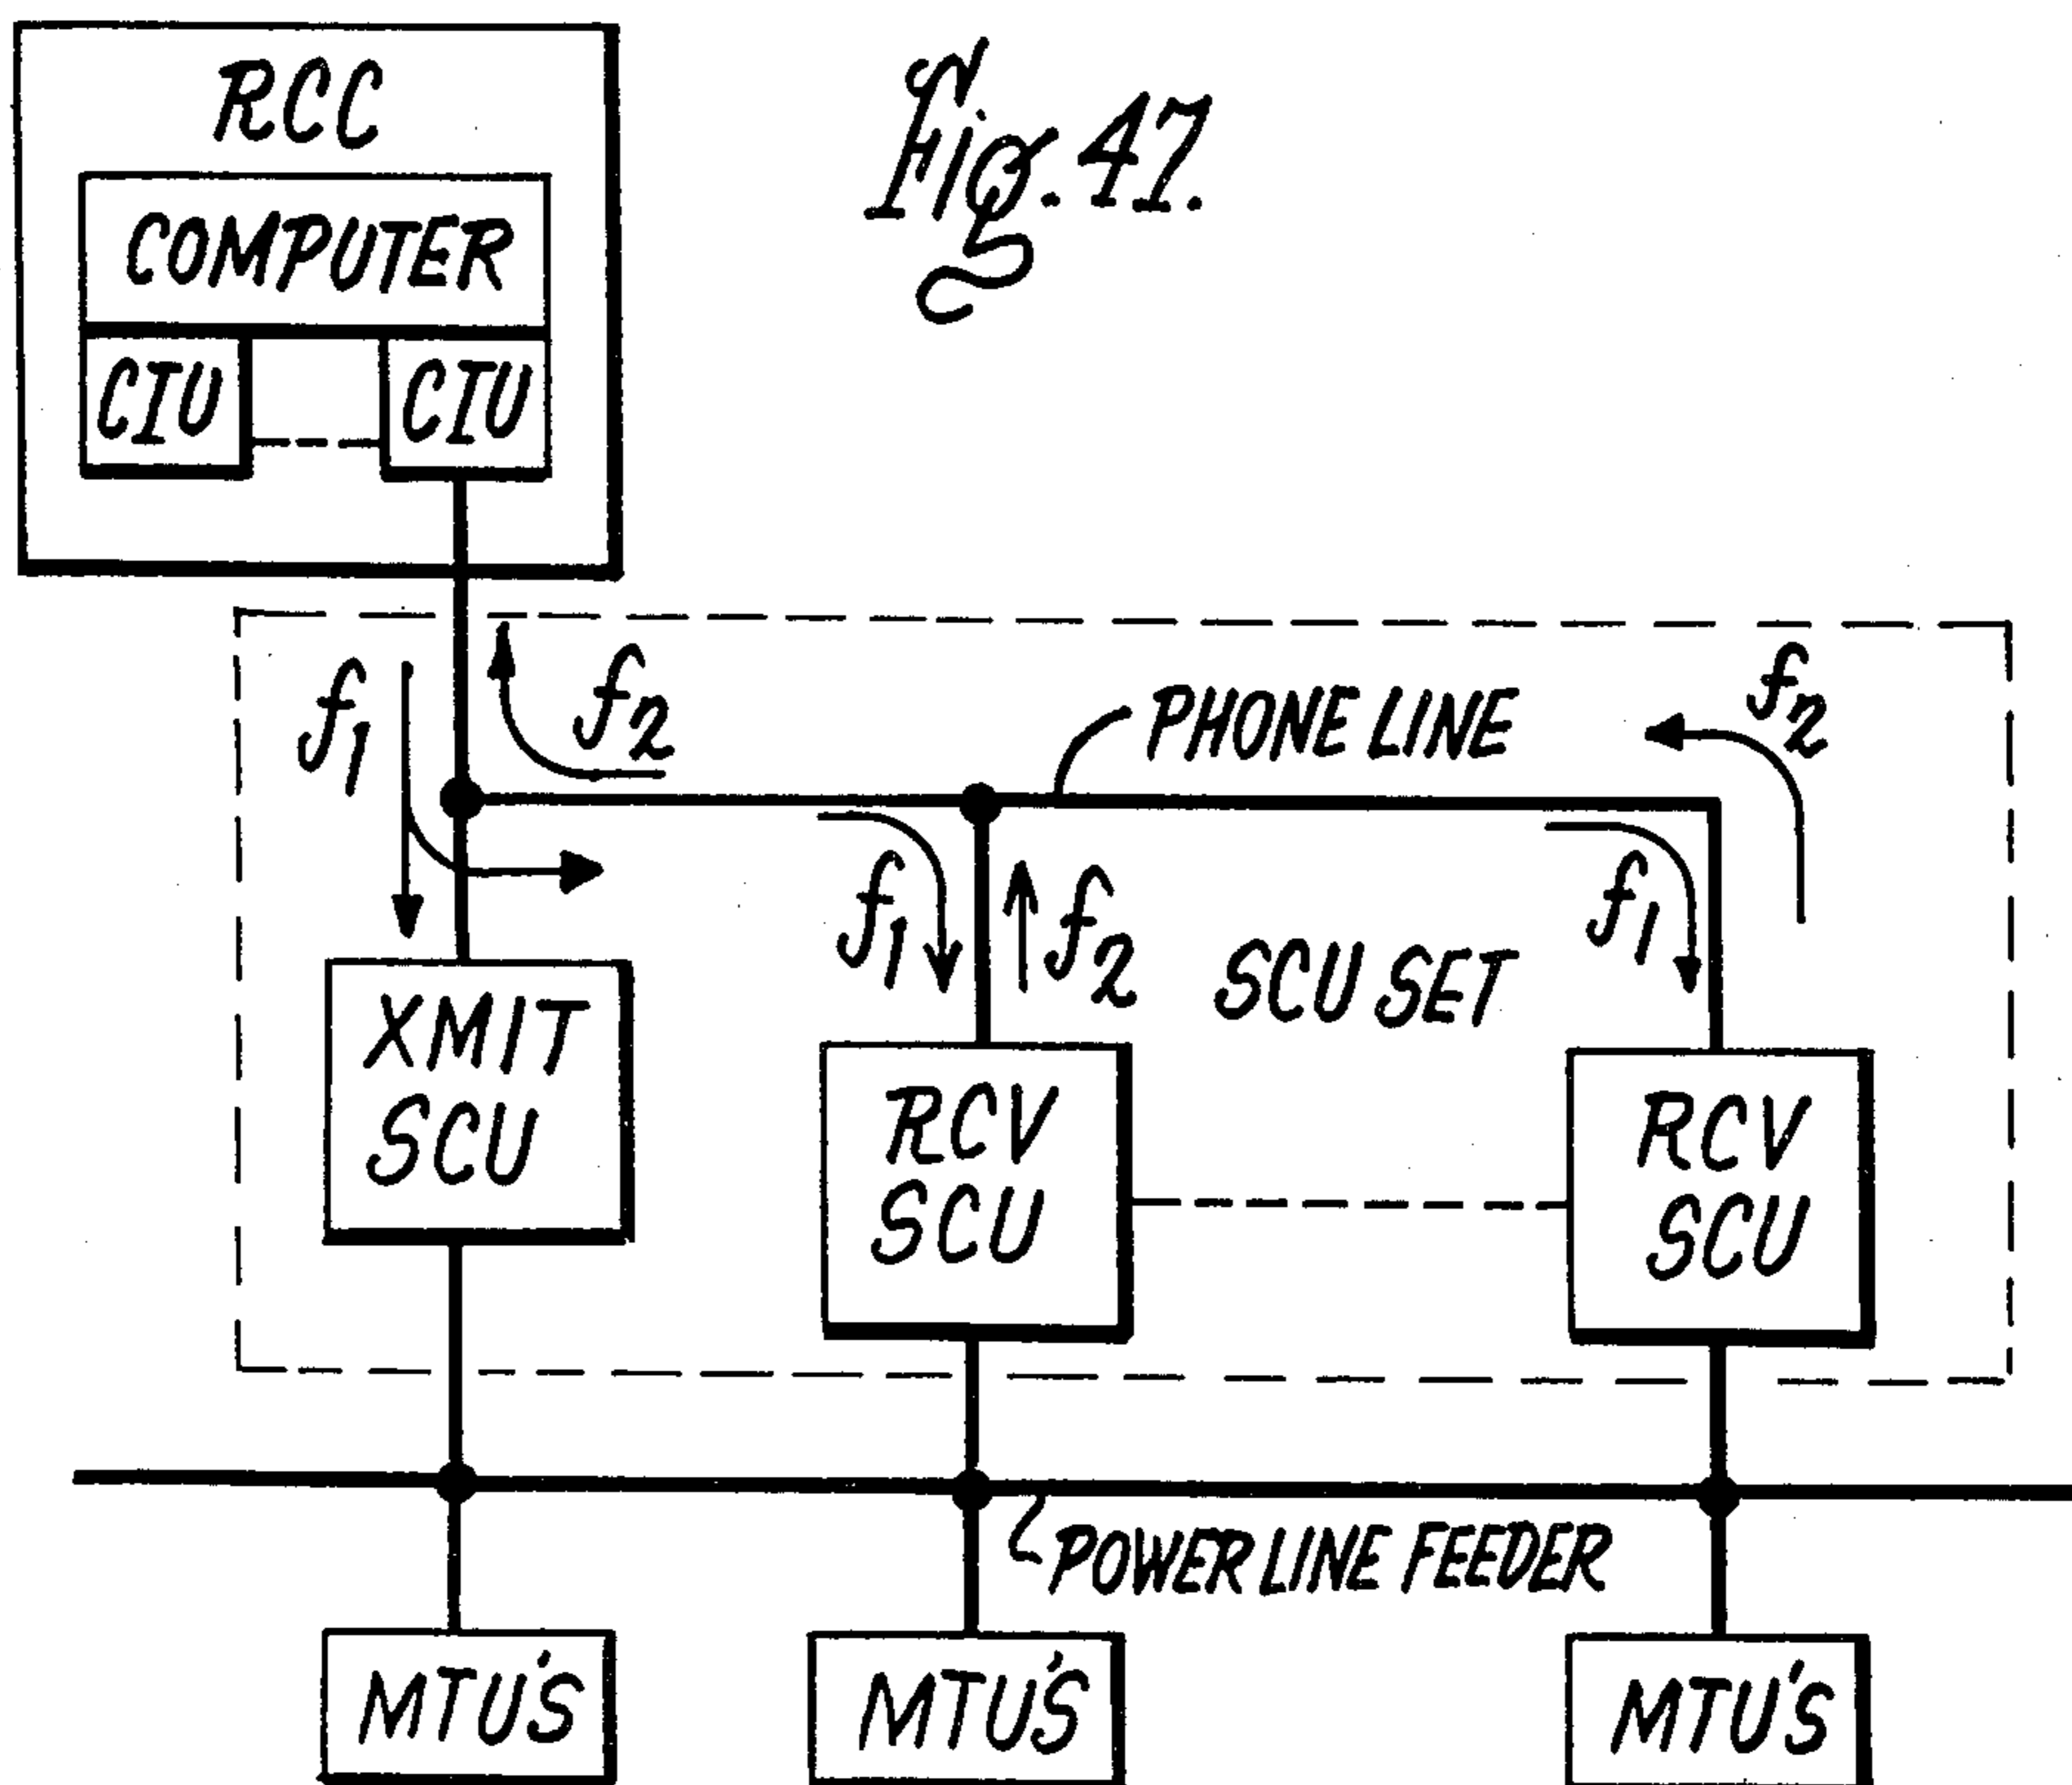 RCC
Fig. 47.
COMPUTER
CIU
CIU
f1
f2
PHONE LINE
f2
f1
f2
f1
SCU SET
XMIT
SCU
RCV
SCU
RCV
SCU
POWER LINE FEEDER
MTU'S
MTU'S
MTU'S